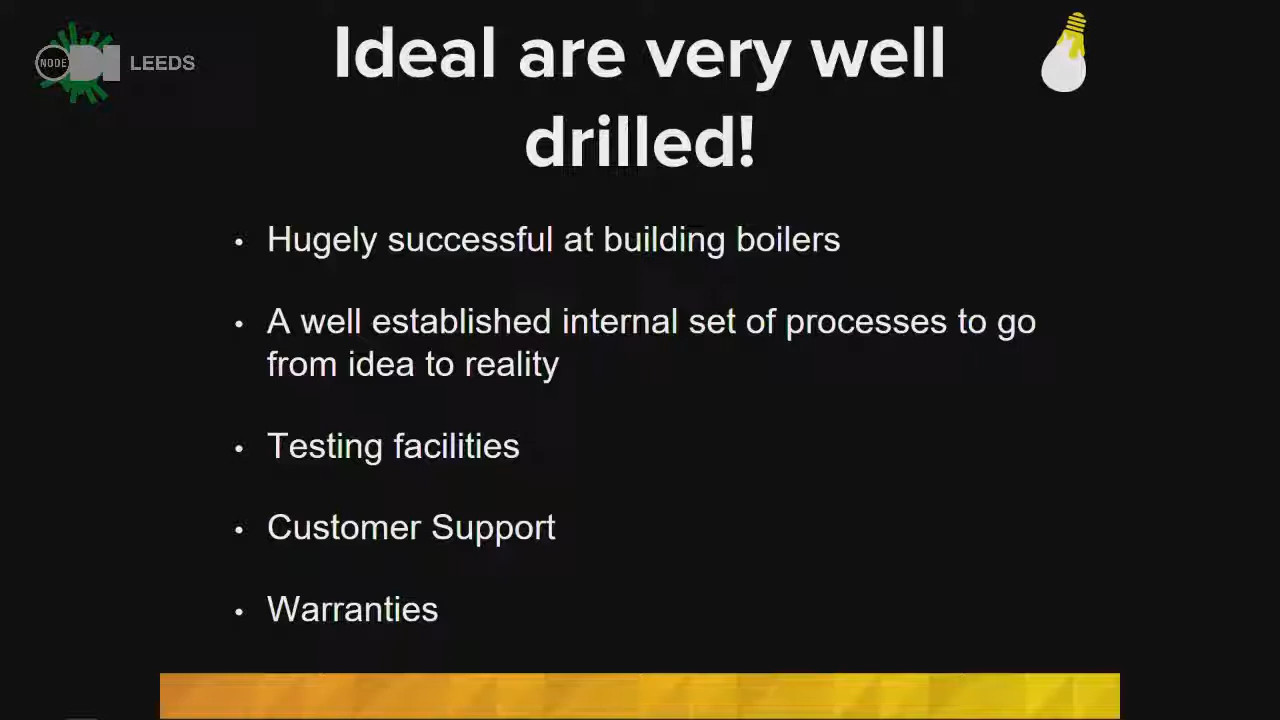 NODE
LEEDS
Ideal are very well
drilled!
• Hugely successful at building boilers
• A well established internal set of processes to go
from idea to reality
• Testing facilities
• Customer Support
• Warranties